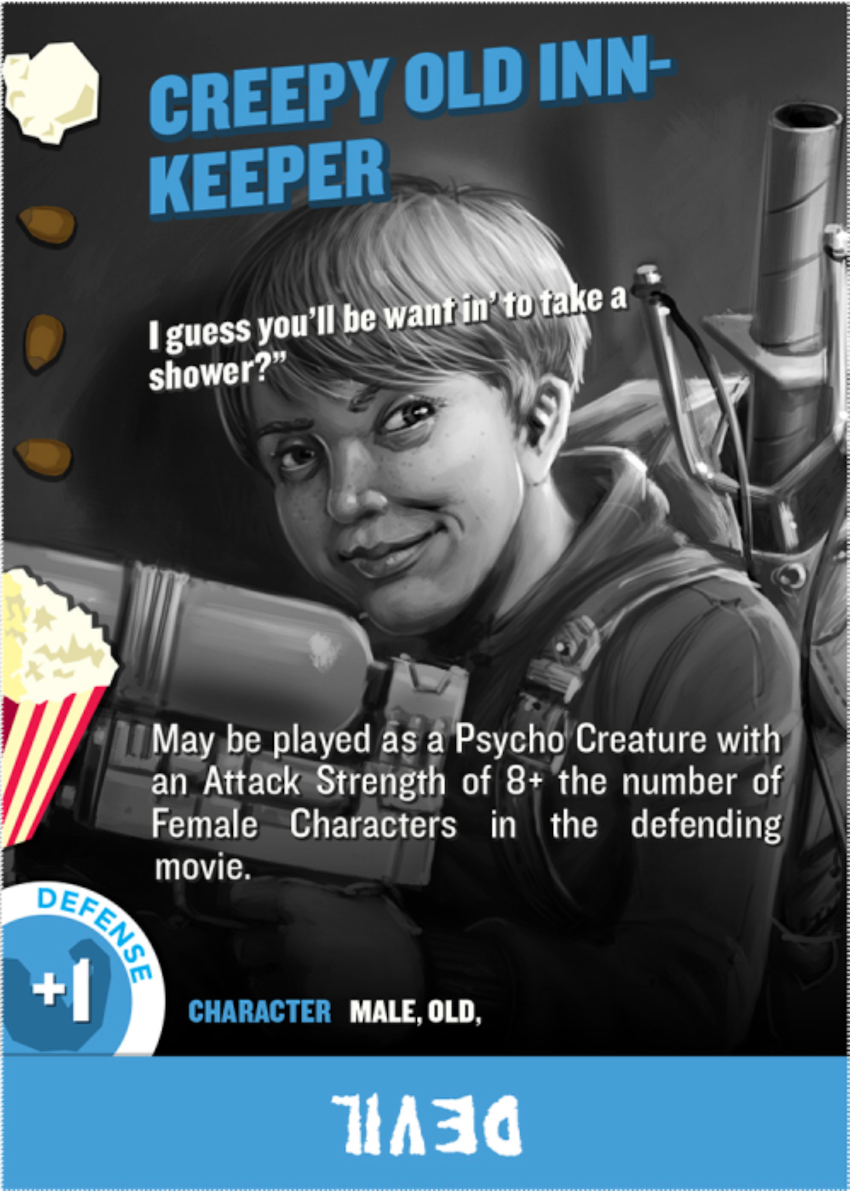 CREEPY OLD INN-
KEEPER
I guess you’ll be want in’ to take a
shower?”
May be played as a Psycho Creature with
an Attack Strength of 8+ the number of
Female Characters in the defending
movie.
DEFENSE
+1
CHARACTER MALE, OLD,
DEVIL